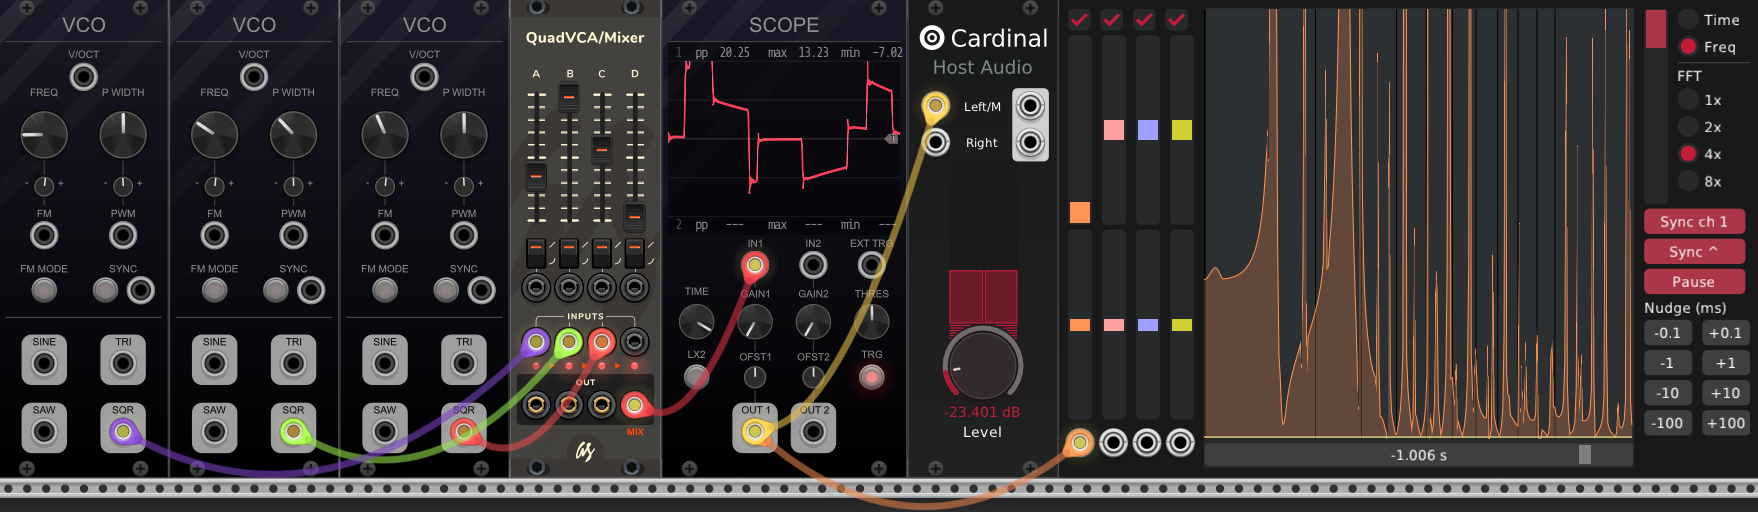 VCO
V/OCT
FREQ
P WIDTH
- +
- +
FM
PWM
FM MODE
SYNC
SINE
TRI
SAW
SQR
VCO
V/OCT
FREQ
P WIDTH
- +
- +
FM
PWM
FM MODE
SYNC
SINE
TRI
SAW
SQR
VCO
V/OCT
FREQ
P WIDTH
- +
- +
FM
PWM
FM MODE
SYNC
SINE
TRI
SAW
SQR
QuadVCA/Mixer
A B C D
INPUTS
OUT
MIX
as
SCOPE
1 pp 20.25 max 13.23 min -7.02
2 pp --- max --- min ---
IN1 IN2 EXT TRG
TIME GAIN1 GAIN2 THRES
LX2 OFST1 OFST2 TRG
OUT 1 OUT 2
Cardinal
Host Audio
Left/M
Right
-23.401 dB
Level
-1.006 s
Time
Freq
FFT
1x
2x
4x
8x
Sync ch 1
Sync ^
Pause
Nudge (ms)
-0.1 +0.1
-1 +1
-10 +10
-100 +100